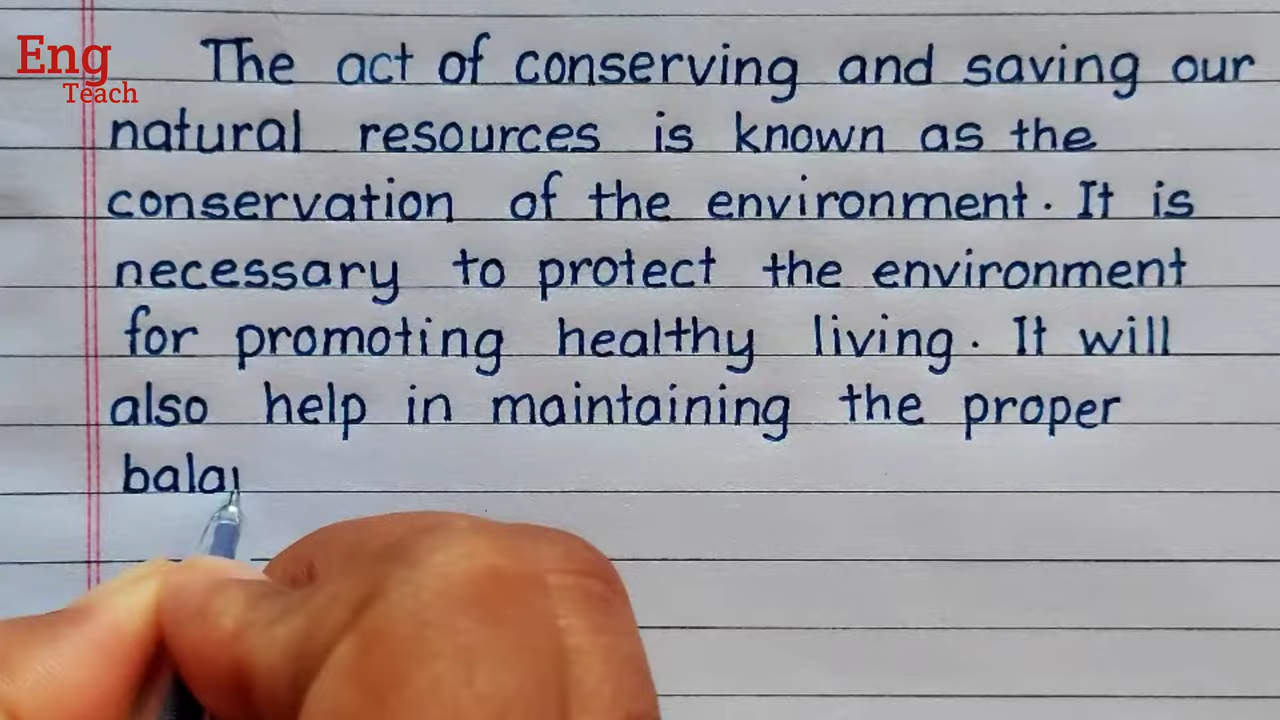 Eng
Teach
The act of conserving and saving our
natural resources is known as the
conservation of the environment. It is
necessary to protect the environment
for promoting healthy living. It will
also help in maintaining the proper